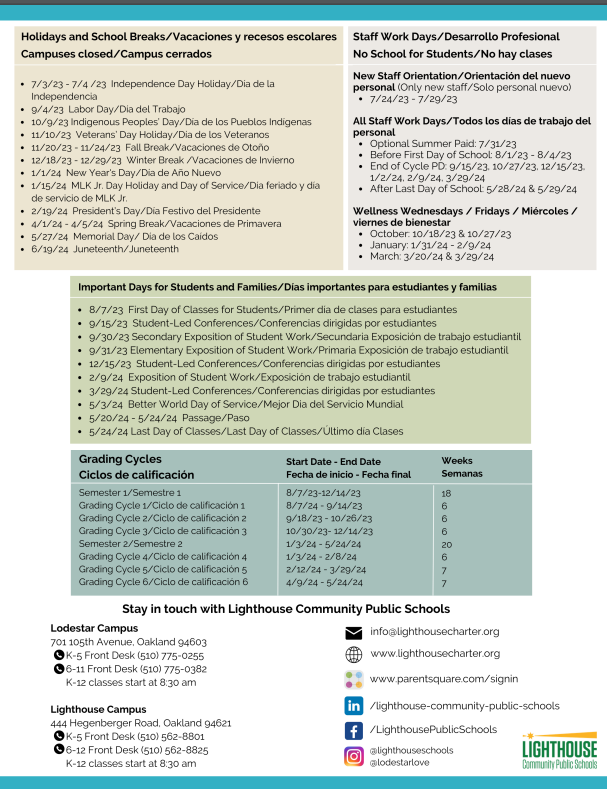 Holidays and School Breaks/Vacaciones y recesos escolares
Campuses closed/Campus cerrados
• 7/3/23 - 7/4 /23 Independence Day Holiday/Día de la
Independencia
• 9/4/23 Labor Day/Día del Trabajo
• 10/9/23 Indigenous Peoples' Day/Día de los Pueblos Indígenas
• 11/10/23 Veterans' Day Holiday/Día de los Veteranos
• 11/20/23 - 11/24/23 Fall Break/Vacaciones de Otoño
• 12/18/23 - 12/29/23 Winter Break /Vacaciones de Invierno
• 1/1/24 New Year's Day/Día de Año Nuevo
• 1/15/24 MLK Jr. Day Holiday and Day of Service/Día feriado y día
de servicio de MLK Jr.
• 2/19/24 President's Day/Día Festivo del Presidente
• 4/1/24 - 4/5/24 Spring Break/Vacaciones de Primavera
• 5/27/24 Memorial Day/ Día de los Caídos
• 6/19/24 Juneteenth/Juneteenth
Staff Work Days/Desarrollo Profesional
No School for Students/No hay clases
New Staff Orientation/Orientación del nuevo
personal (Only new staff/Solo personal nuevo)
• 7/24/23 - 7/29/23
All Staff Work Days/Todos los días de trabajo del
personal
• Optional Summer Paid: 7/31/23
• Before First Day of School: 8/1/23 - 8/4/23
• End of Cycle PD: 9/15/23, 10/27/23, 12/15/23,
1/2/24, 2/9/24, 3/29/24
• After Last Day of School: 5/28/24 & 5/29/24
Wellness Wednesdays / Fridays / Miércoles /
viernes de bienestar
• October: 10/18/23 & 10/27/23
• January: 1/31/24 - 2/9/24
• March: 3/20/24 & 3/29/24
Important Days for Students and Families/Días importantes para estudiantes y familias
• 8/7/23 First Day of Classes for Students/Primer día de clases para estudiantes
• 9/15/23 Student-Led Conferences/Conferencias dirigidas por estudiantes
• 9/30/23 Secondary Exposition of Student Work/Secundaria Exposición de trabajo estudiantil
• 9/31/23 Elementary Exposition of Student Work/Primaria Exposición de trabajo estudiantil
• 12/15/23 Student-Led Conferences/Conferencias dirigidas por estudiantes
• 2/9/24 Exposition of Student Work/Exposición de trabajo estudiantil
• 3/29/24 Student-Led Conferences/Conferencias dirigidas por estudiantes
• 5/3/24 Better World Day of Service/Mejor Día del Servicio Mundial
• 5/20/24 - 5/24/24 Passage/Paso
• 5/24/24 Last Day of Classes/Last Day of Classes/Último día Clases
Grading Cycles Start Date - End Date Weeks
Ciclos de calificación Fecha de inicio - Fecha final Semanas
Semester 1/Semestre 1 8/7/23-12/14/23 18
Grading Cycle 1/Ciclo de calificación 1 8/7/24 - 9/14/23 6
Grading Cycle 2/Ciclo de calificación 2 9/18/23 - 10/26/23 6
Grading Cycle 3/Ciclo de calificación 3 10/30/23- 12/14/23 6
Semester 2/Semestre 2 1/3/24 - 5/24/24 20
Grading Cycle 4/Ciclo de calificación 4 1/3/24 - 2/8/24 6
Grading Cycle 5/Ciclo de calificación 5 2/12/24 - 3/29/24 7
Grading Cycle 6/Ciclo de calificación 6 4/9/24 - 5/24/24 7
Stay in touch with Lighthouse Community Public Schools
Lodestar Campus
701 105th Avenue, Oakland 94603
K-5 Front Desk (510) 775-0255
6-11 Front Desk (510) 775-0382
K-12 classes start at 8:30 am
Lighthouse Campus
444 Hegenberger Road, Oakland 94621
K-5 Front Desk (510) 562-8801
6-12 Front Desk (510) 562-8825
K-12 classes start at 8:30 am
info@lighthousecharter.org
www.lighthousecharter.org
www.parentsquare.com/signin
in /lighthouse-community-public-schools
f /LighthousePublicSchools
@lighthouseschools
@lodestarlove
LIGHTHOUSE
Community Public Schools